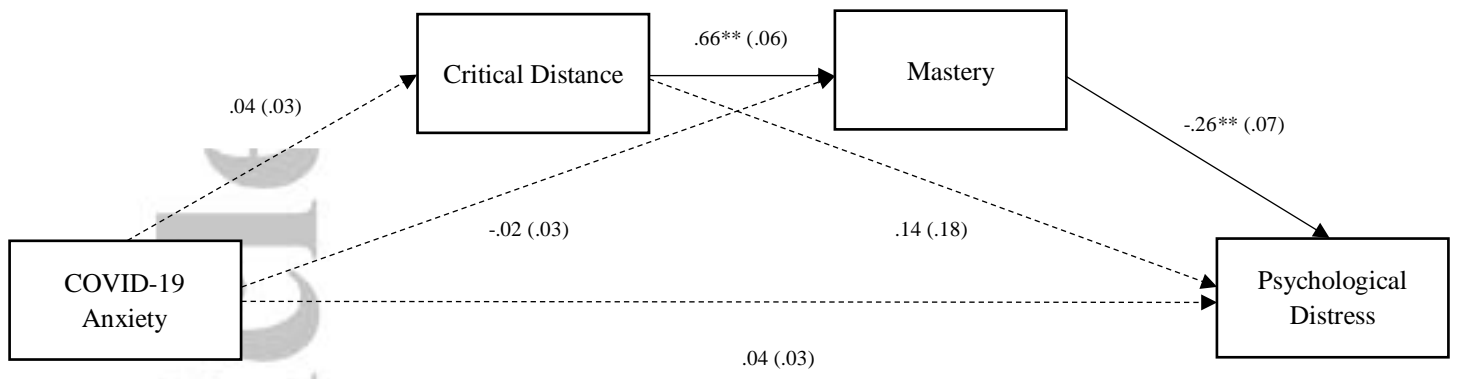 .66** (.06)
Critical Distance
Mastery
.04 (.03)
-.26** (.07)
-.02 (.03)
.14 (.18)
COVID-19
Anxiety
Psychological
Distress
.04 (.03)